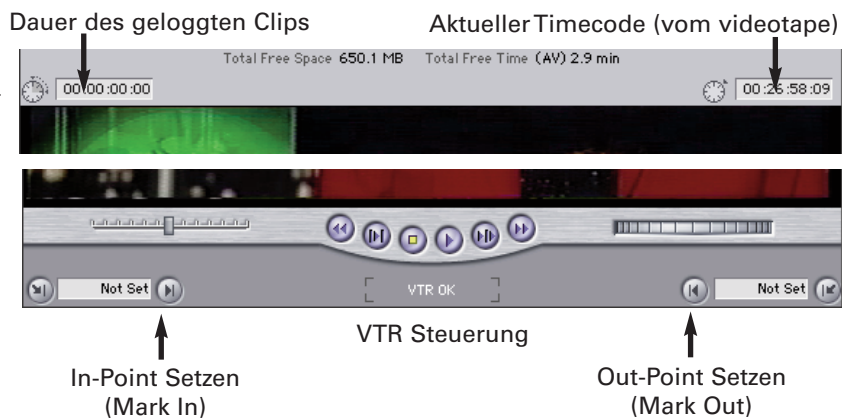 Dauer des geloggten Clips
Aktueller Timecode (vom videotape)
Total Free Space 650.1 MB Total Free Time (AV) 2.9 min
00:00:00:00
00:26:58:09
Not Set
VTR OK
Not Set
VTR Steuerung
In-Point Setzen
(Mark In)
Out-Point Setzen
(Mark Out)